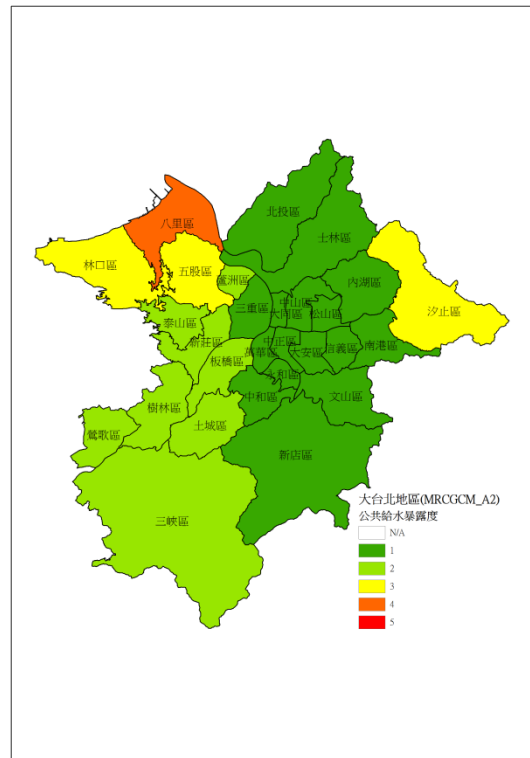 北投區
士林區
八里區
林口區
五股區
蘆洲區
內湖區
汐止區
三重區
中山區
大同區
松山區
泰山區
新莊區
中正區
萬華區
大安區
信義區
南港區
板橋區
永和區
中和區
文山區
樹林區
土城區
鶯歌區
新店區
三峽區
大台北地區(MRCGCM_A2)
公共給水暴露度
N/A
1
2
3
4
5